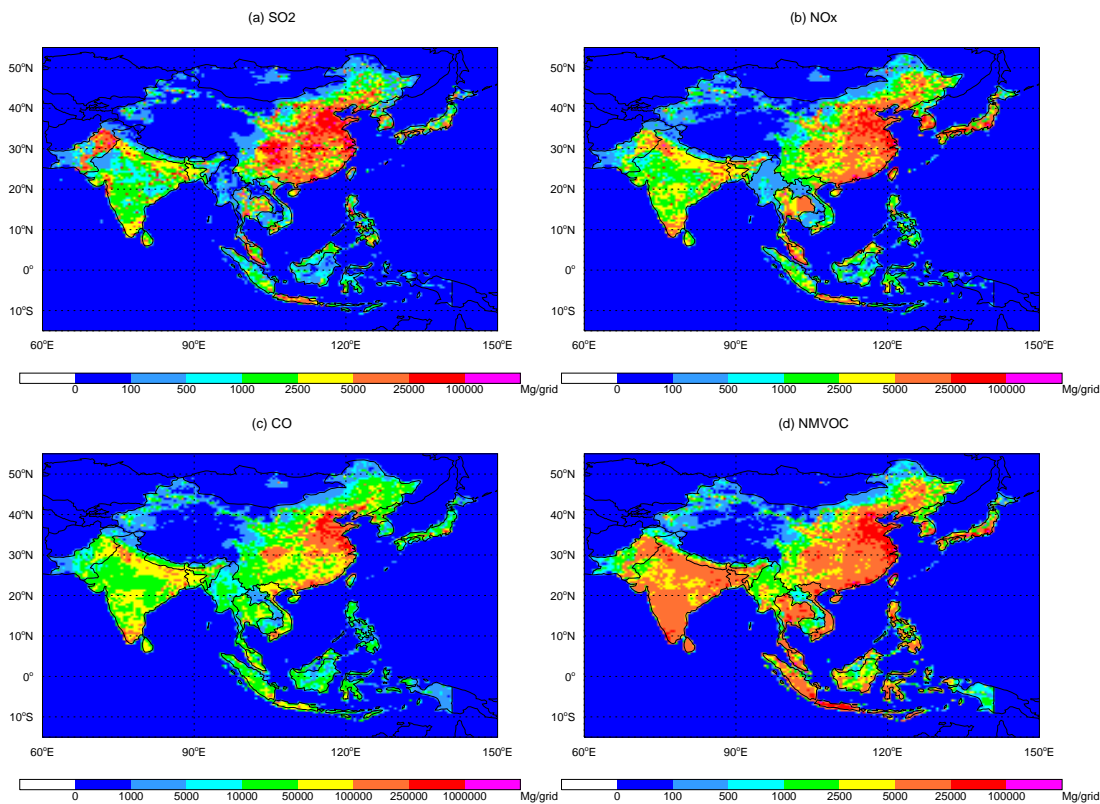 (a) SO2
(b) NOx
50°N
40°N
30°N
20°N
10°N
0°
10°S
60°E 90°E 120°E 150°E
0 100 500 1000 2500 5000 25000 100000 Mg/grid
50°N
40°N
30°N
20°N
10°N
0°
10°S
60°E 90°E 120°E 150°E
0 100 500 1000 2500 5000 25000 100000 Mg/grid
(c) CO
(d) NMVOC
50°N
40°N
30°N
20°N
10°N
0°
10°S
60°E 90°E 120°E 150°E
0 1000 5000 10000 50000 100000 250000 1000000 Mg/grid
50°N
40°N
30°N
20°N
10°N
0°
10°S
60°E 90°E 120°E 150°E
0 100 500 1000 2500 5000 25000 100000 Mg/grid